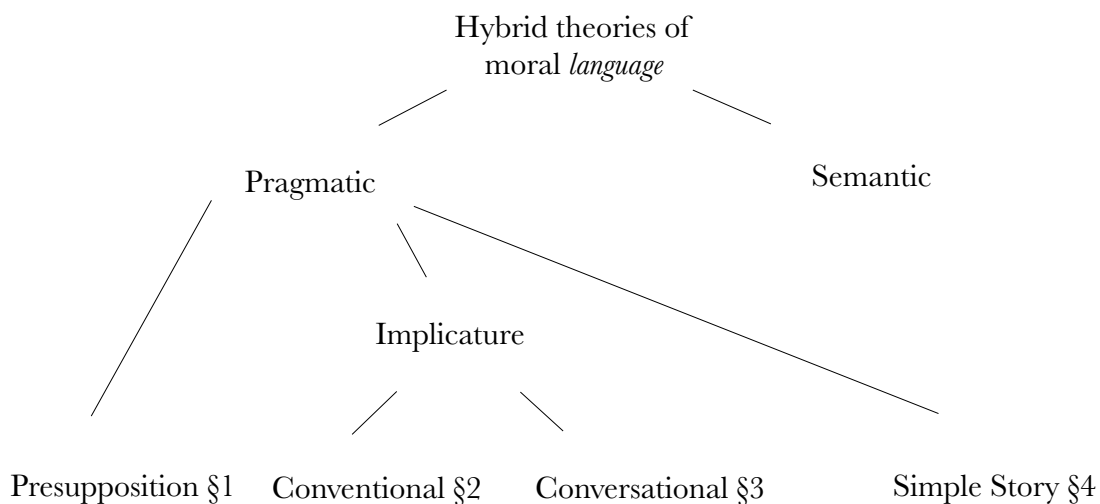 Hybrid theories of
moral language
Pragmatic
Semantic
Implicature
Presupposition §1
Conventional §2
Conversational §3
Simple Story §4